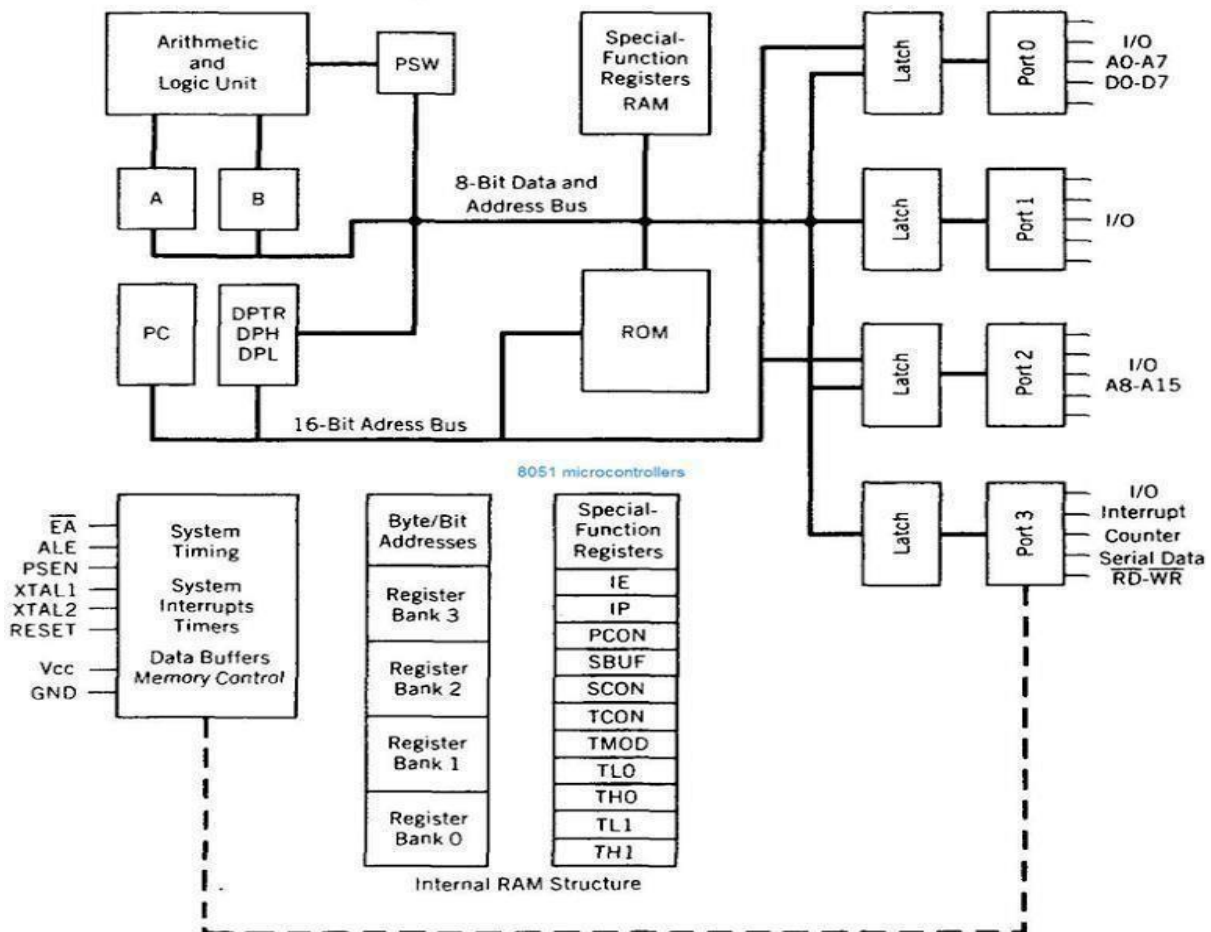 Arithmetic
and
Logic Unit
PSW
A
B
Special-
Function
Registers
RAM
8-Bit Data and
Address Bus
PC
DPTR
DPH
DPL
ROM
16-Bit Adress Bus
Latch
Port 0
I/O
A0-A7
D0-D7
Latch
Port 1
I/O
Latch
Port 2
I/O
A8-A15
Latch
Port 3
I/O
Interrupt
Counter
Serial Data
RD-WR
8051 microcontrollers
EA
ALE
PSEN
XTAL1
XTAL2
RESET
Vcc
GND
System
Timing
System
Interrupts
Timers
Data Buffers
Memory Control
Byte/Bit
Addresses
Register
Bank 3
Register
Bank 2
Register
Bank 1
Register
Bank 0
Special-
Function
Registers
IE
IP
PCON
SBUF
SCON
TCON
TMOD
TL0
TH0
TL1
TH1
Internal RAM Structure